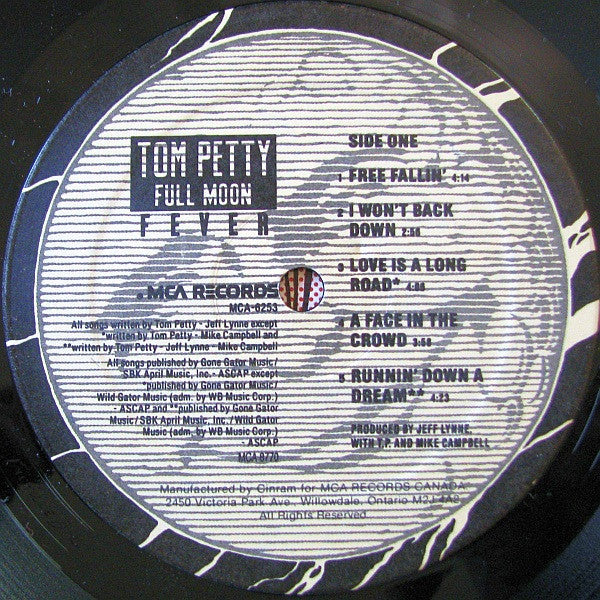 TOM PETTY
FULL MOON
FEVER
MCA RECORDS
MCA-6253
All songs written by Tom Petty - Jeff Lynne except
*written by Tom Petty - Mike Campbell and
**written by Tom Petty - Jeff Lynne - Mike Campbell
All songs published by Gone Gator Music/
SBK April Music, Inc. - ASCAP except
*published by Gone Gator Music/
Wild Gator Music (adm. by WB Music Corp.)
- ASCAP and **published by Gone Gator
Music/SBK April Music, Inc./Wild Gator
Music (adm. by WB Music Corp.)
- ASCAP
MCA 8770
SIDE ONE
1 FREE FALLIN' 4:14
2 I WON'T BACK
DOWN 2:56
3 LOVE IS A LONG
ROAD* 4:06
4 A FACE IN THE
CROWD 3:58
5 RUNNIN' DOWN A
DREAM** 4:23
PRODUCED BY JEFF LYNNE,
WITH T.P. AND MIKE CAMPBELL
Manufactured by Cinram for MCA RECORDS CANADA
2450 Victoria Park Ave., Willowdale, Ontario M2J 4A2
All Rights Reserved